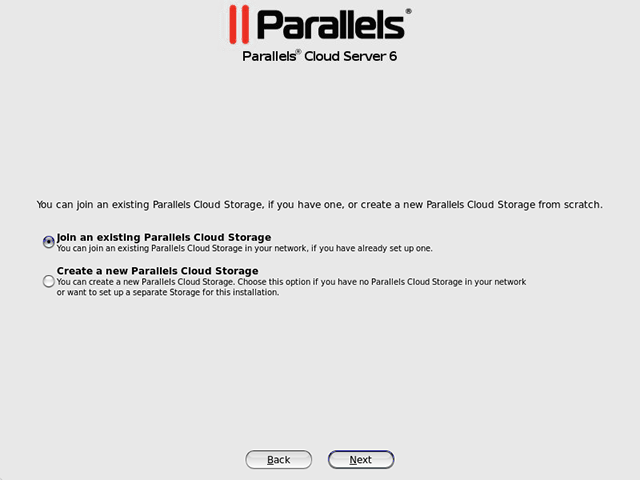 Parallels®
Parallels® Cloud Server 6
You can join an existing Parallels Cloud Storage, if you have one, or create a new Parallels Cloud Storage from scratch.
Join an existing Parallels Cloud Storage
You can join an existing Parallels Cloud Storage in your network, if you have already set up one.
Create a new Parallels Cloud Storage
You can create a new Parallels Cloud Storage. Choose this option if you have no Parallels Cloud Storage in your network
or want to set up a separate Storage for this installation.
Back
Next